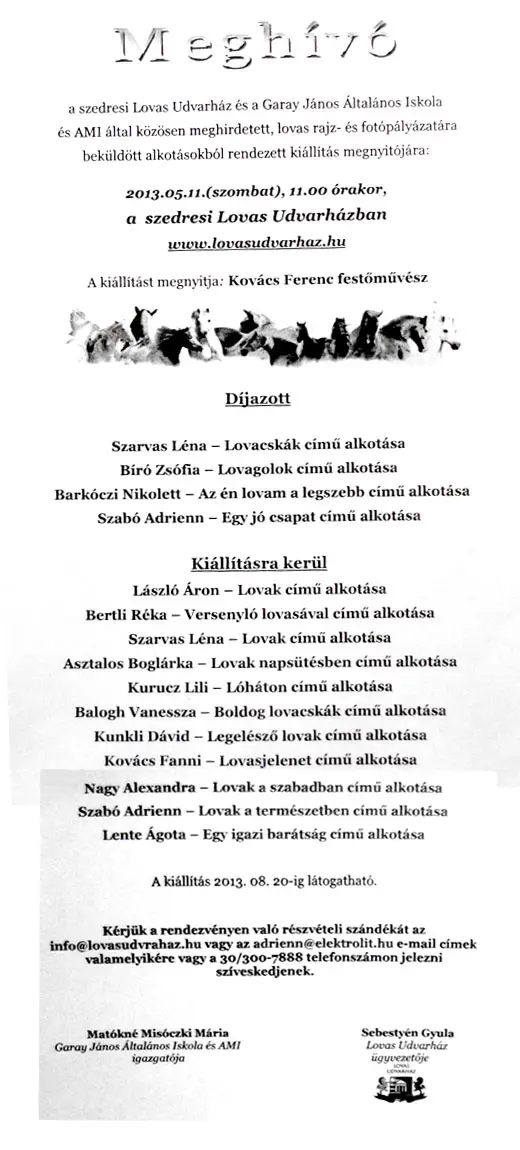 Meghívó
a szedresi Lovas Udvarház és a Garay János Általános Iskola
és AMI által közösen meghirdetett, lovas rajz- és fotópályázatára
beküldött alkotásokból rendezett kiállítás megnyitójára:
2013.05.11.(szombat), 11.00 órakor,
a szedresi Lovas Udvarházban
www.lovasudvarhaz.hu
A kiállítást megnyitja: Kovács Ferenc festőművész
Díjazott
Szarvas Léna – Lovacskák című alkotása
Bíró Zsófia – Lovagolok című alkotása
Barkóczi Nikolett – Az én lovam a legszebb című alkotása
Szabó Adrienn – Egy jó csapat című alkotása
Kiállításra kerül
László Áron – Lovak című alkotása
Bertli Réka – Versenyló lovasával című alkotása
Szarvas Léna – Lovak című alkotása
Asztalos Boglárka – Lovak napsütésben című alkotása
Kurucz Lili – Lóháton című alkotása
Balogh Vanessza – Boldog lovacskák című alkotása
Kunkli Dávid – Legelésző lovak című alkotása
Kovács Fanni – Lovasjelenet című alkotása
Nagy Alexandra – Lovak a szabadban című alkotása
Szabó Adrienn – Lovak a természetben című alkotása
Lente Ágota – Egy igazi barátság című alkotása
A kiállítás 2013. 08. 20-ig látogatható.
Kérjük a rendezvényen való részvételi szándékát az
info@lovasudvrahaz.hu vagy az adrienn@elektrolit.hu e-mail címek
valamelyikére vagy a 30/300-7888 telefonszámon jelezni
szíveskedjenek.
Matókné Misóczki Mária
Garay János Általános Iskola és AMI
igazgatója
Sebestyén Gyula
Lovas Udvarház
ügyvezetője
LOVAS
UDVARHÁZ